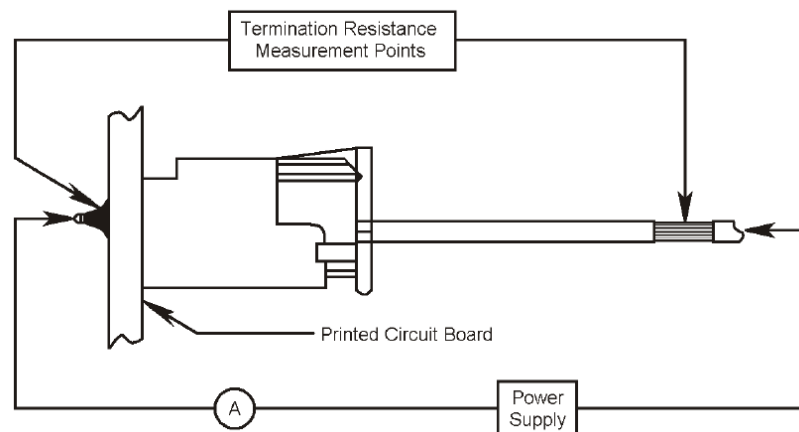 Termination Resistance
Measurement Points
Printed Circuit Board
A
Power
Supply